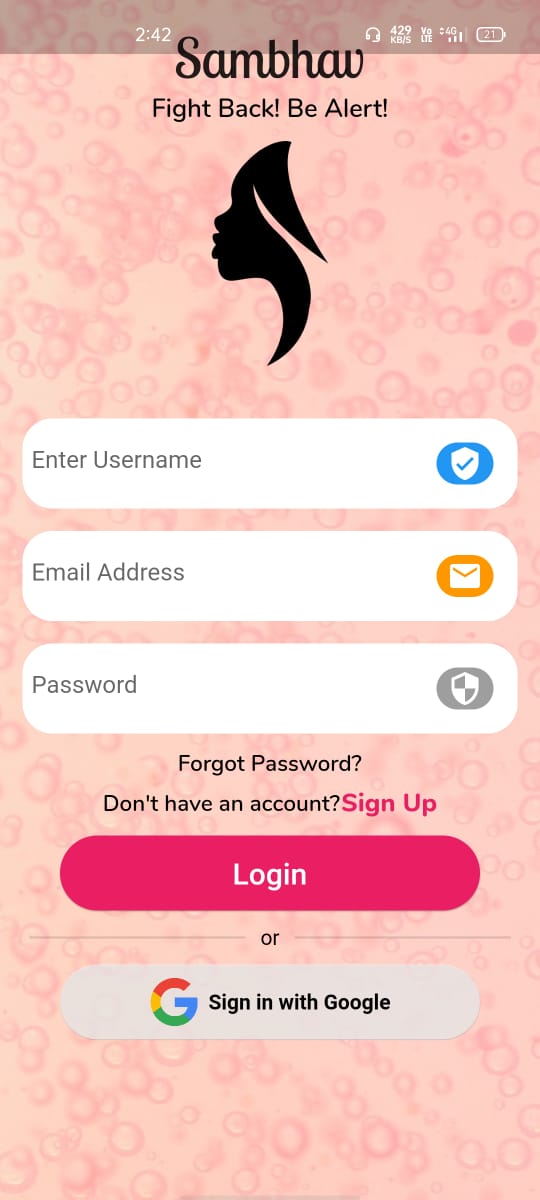 2:42
429 KB/S
Vo LTE
4G
21
Sambhav
Fight Back! Be Alert!
Enter Username
Email Address
Password
Forgot Password?
Don't have an account?Sign Up
Login
or
Sign in with Google